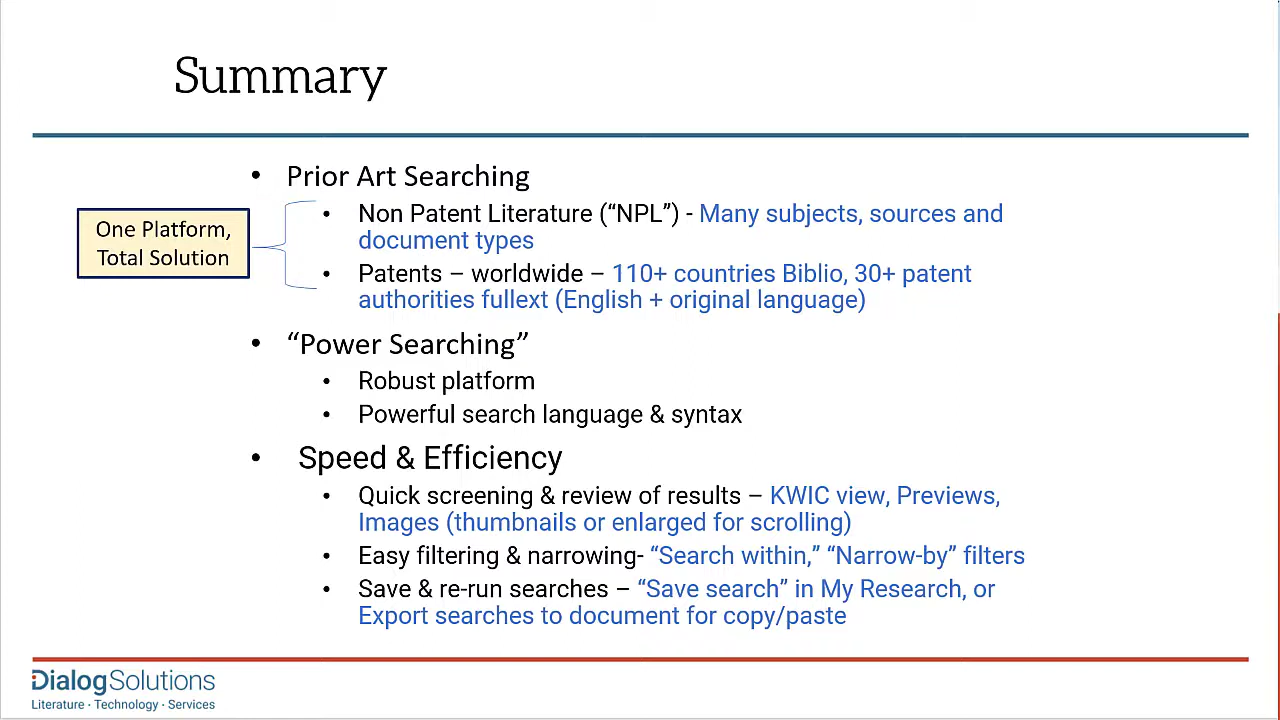 Summary
• Prior Art Searching
One Platform,
Total Solution
• Non Patent Literature (“NPL”) - Many subjects, sources and
document types
• Patents – worldwide – 110+ countries Biblio, 30+ patent
authorities fullext (English + original language)
• “Power Searching”
• Robust platform
• Powerful search language & syntax
• Speed & Efficiency
• Quick screening & review of results – KWIC view, Previews,
Images (thumbnails or enlarged for scrolling)
• Easy filtering & narrowing- “Search within,” “Narrow-by” filters
• Save & re-run searches – “Save search” in My Research, or
Export searches to document for copy/paste
DialogSolutions
Literature · Technology · Services